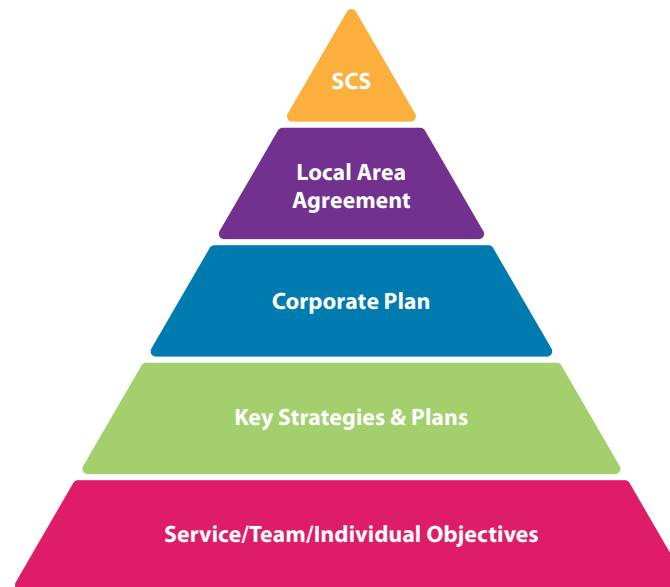 SCS
Local Area
Agreement
Corporate Plan
Key Strategies & Plans
Service/Team/Individual Objectives